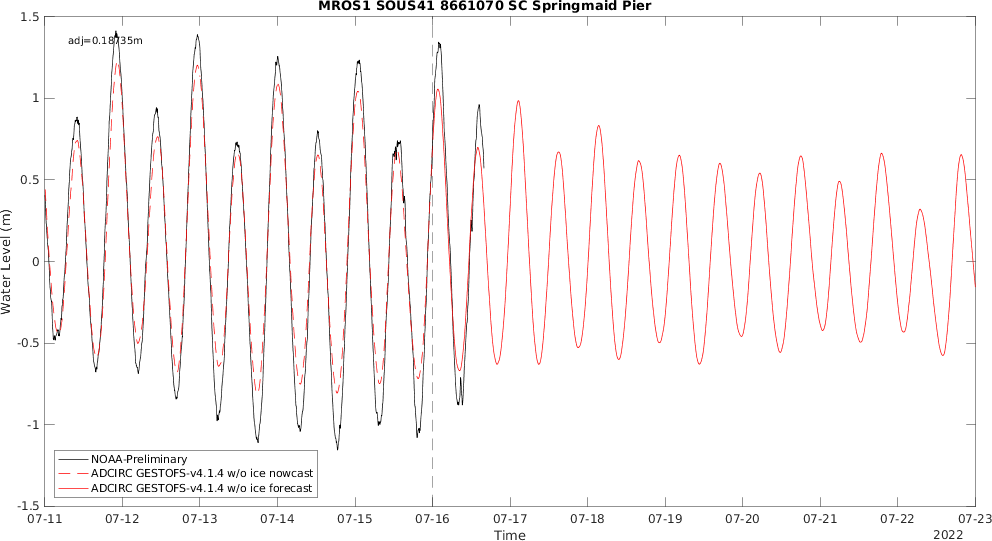 MROS1 SOUS41 8661070 SC Springmaid Pier
adj=0.18735m
1.5
1
0.5
0
-0.5
-1
-1.5
Water Level (m)
NOAA-Preliminary
ADCIRC GESTOFS-v4.1.4 w/o ice nowcast
ADCIRC GESTOFS-v4.1.4 w/o ice forecast
07-11 07-12 07-13 07-14 07-15 07-16 07-17 07-18 07-19 07-20 07-21 07-22 07-23
Time
2022